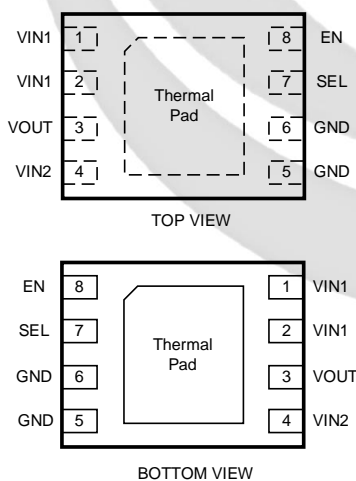 VIN1 1 8 EN
VIN1 2 7 SEL
Thermal
Pad
VOUT 3 6 GND
VIN2 4 5 GND
TOP VIEW
EN 8 1 VIN1
SEL 7 2 VIN1
Thermal
Pad
GND 6 3 VOUT
GND 5 4 VIN2
BOTTOM VIEW